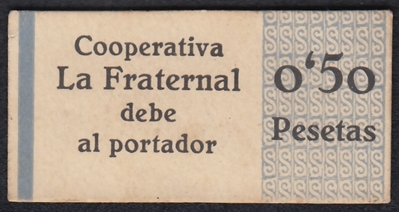 Cooperativa
La Fraternal
debe
al portador
0'50
Pesetas